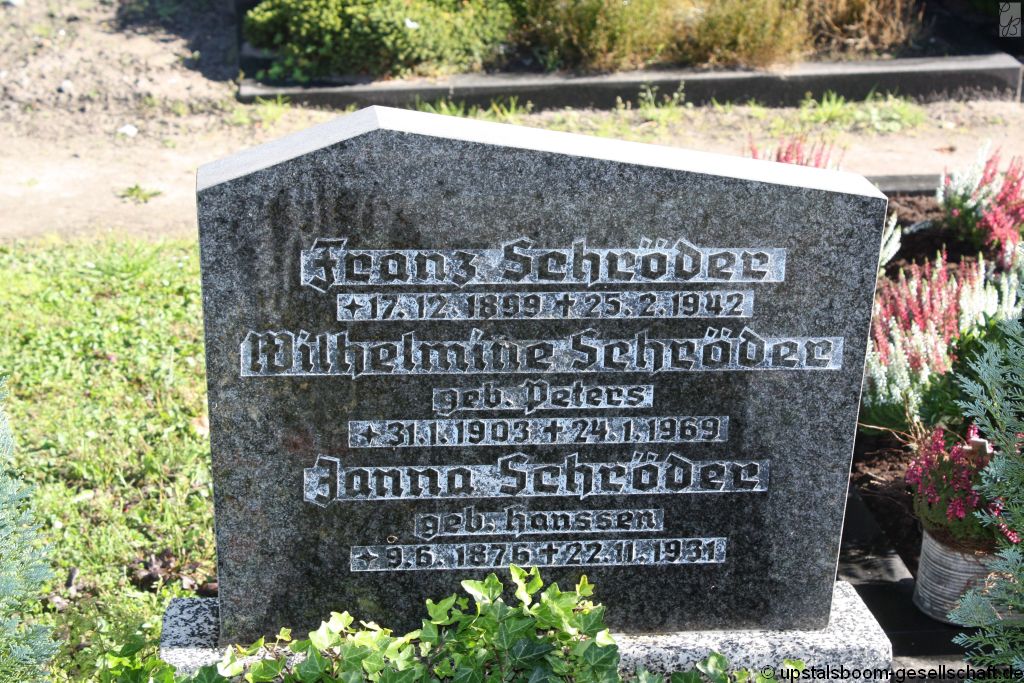 Franz Schröder
✦17.12.1899 ✝ 25.2.1942
Wilhelmine Schröder
geb. Peters
✦31.1.1903 ✝ 24.1.1969
Janna Schröder
geb. Hanssen
✦9.6.1876 ✝ 22.11.1931
© upstalsboom-gesellschaft.de